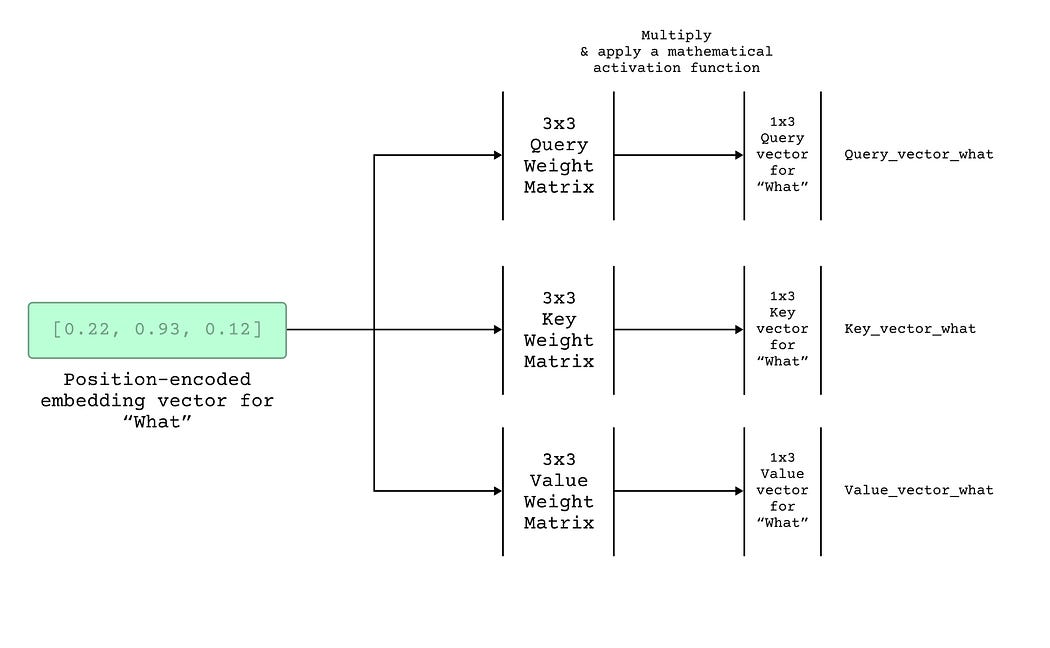 Multiply
& apply a mathematical
activation function
3x3
Query
Weight
Matrix
1x3
Query
vector
for
“What”
Query_vector_what
[0.22, 0.93, 0.12]
Position-encoded
embedding vector for
“What”
3x3
Key
Weight
Matrix
1x3
Key
vector
for
“What”
Key_vector_what
3x3
Value
Weight
Matrix
1x3
Value
vector
for
“What”
Value_vector_what